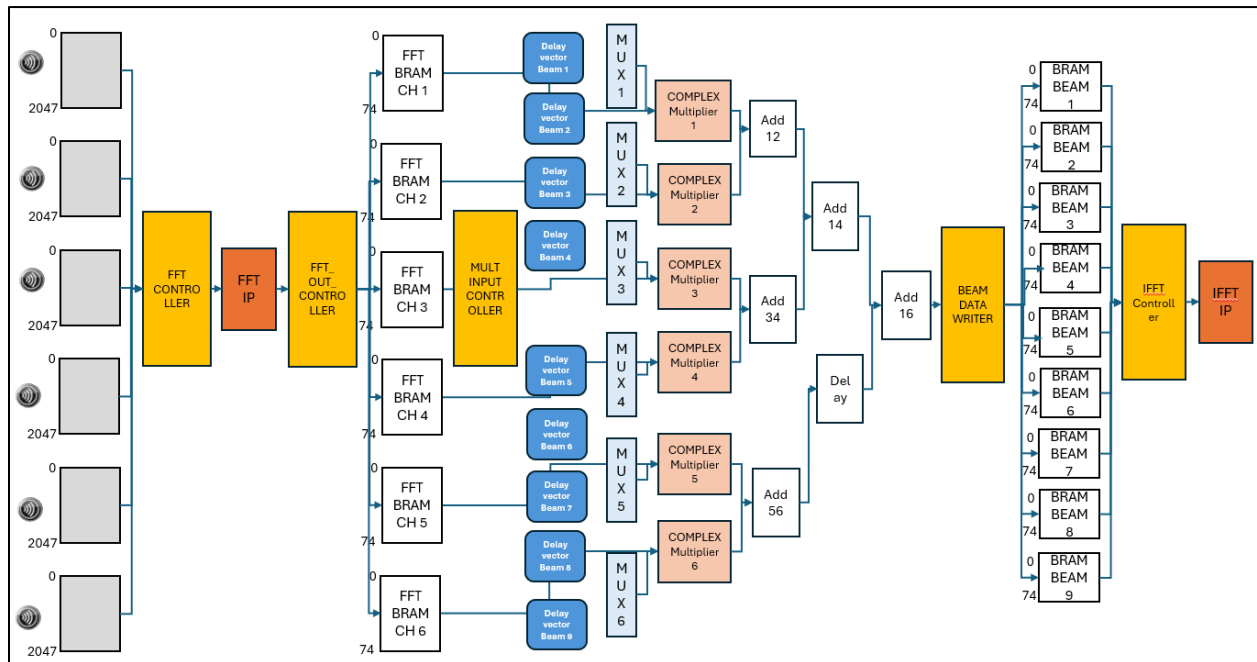 0
2047
0
2047
0
2047
0
2047
0
2047
0
2047
FFT
CONTRO
LLER
FFT
IP
FFT_
OUT_C
ONTRO
LLER
0
FFT
BRAM
CH 1
74
0
FFT
BRAM
CH 2
74
0
FFT
BRAM
CH 3
74
0
FFT
BRAM
CH 4
74
0
FFT
BRAM
CH 5
74
0
FFT
BRAM
CH 6
74
MULT
INPUT
CONTR
OLLER
Delay
vector
Beam 1
Delay
vector
Beam 2
Delay
vector
Beam 3
Delay
vector
Beam 4
Delay
vector
Beam 5
Delay
vector
Beam 6
Delay
vector
Beam 7
Delay
vector
Beam 8
Delay
vector
Beam 9
M
U
X
1
M
U
X
2
M
U
X
3
M
U
X
4
M
U
X
5
M
U
X
6
COMPLEX
Multiplier
1
COMPLEX
Multiplier
2
COMPLEX
Multiplier
3
COMPLEX
Multiplier
4
COMPLEX
Multiplier
5
COMPLEX
Multiplier
6
Add
12
Add
34
Add
56
Add
14
Del
ay
Add
16
BEAM
DATA
WRITER
0
BRAM
BEAM
1
74
0
BRAM
BEAM
2
74
0
BRAM
BEAM
3
74
0
BRAM
BEAM
4
74
0
BRAM
BEAM
5
74
0
BRAM
BEAM
6
74
0
BRAM
BEAM
7
74
0
BRAM
BEAM
8
74
0
BRAM
BEAM
9
74
IFFT
Controll
er
IFFT
IP